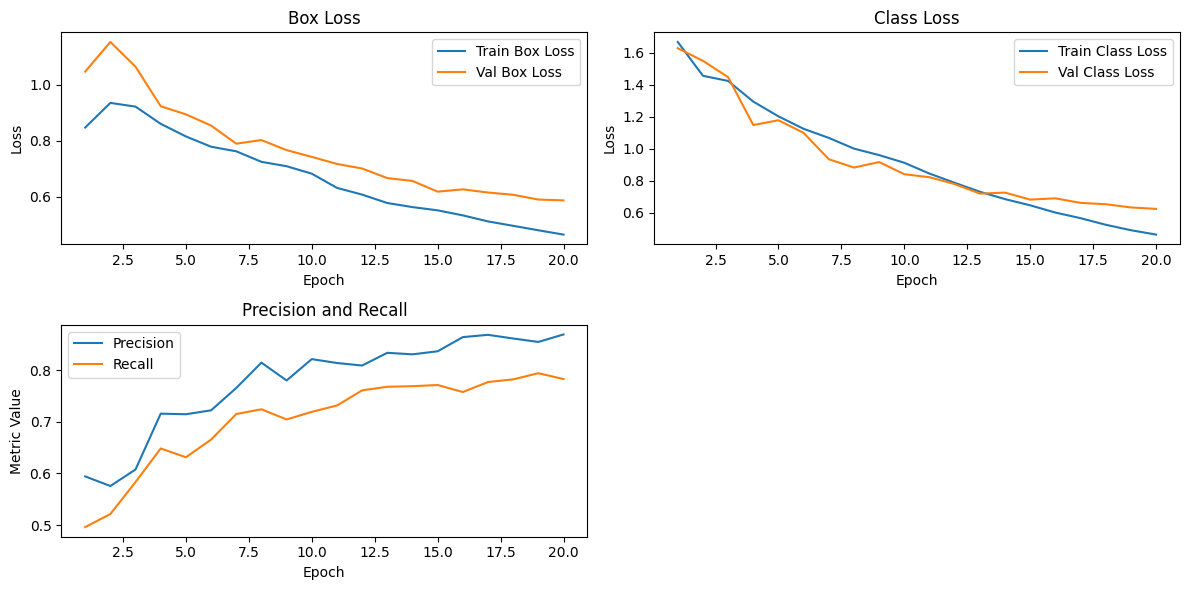 Box Loss
Loss
1.0
0.8
0.6
Train Box Loss
Val Box Loss
2.5 5.0 7.5 10.0 12.5 15.0 17.5 20.0
Epoch
Class Loss
Loss
1.6
1.4
1.2
1.0
0.8
0.6
Train Class Loss
Val Class Loss
2.5 5.0 7.5 10.0 12.5 15.0 17.5 20.0
Epoch
Precision and Recall
Metric Value
0.8
0.7
0.6
0.5
Precision
Recall
2.5 5.0 7.5 10.0 12.5 15.0 17.5 20.0
Epoch